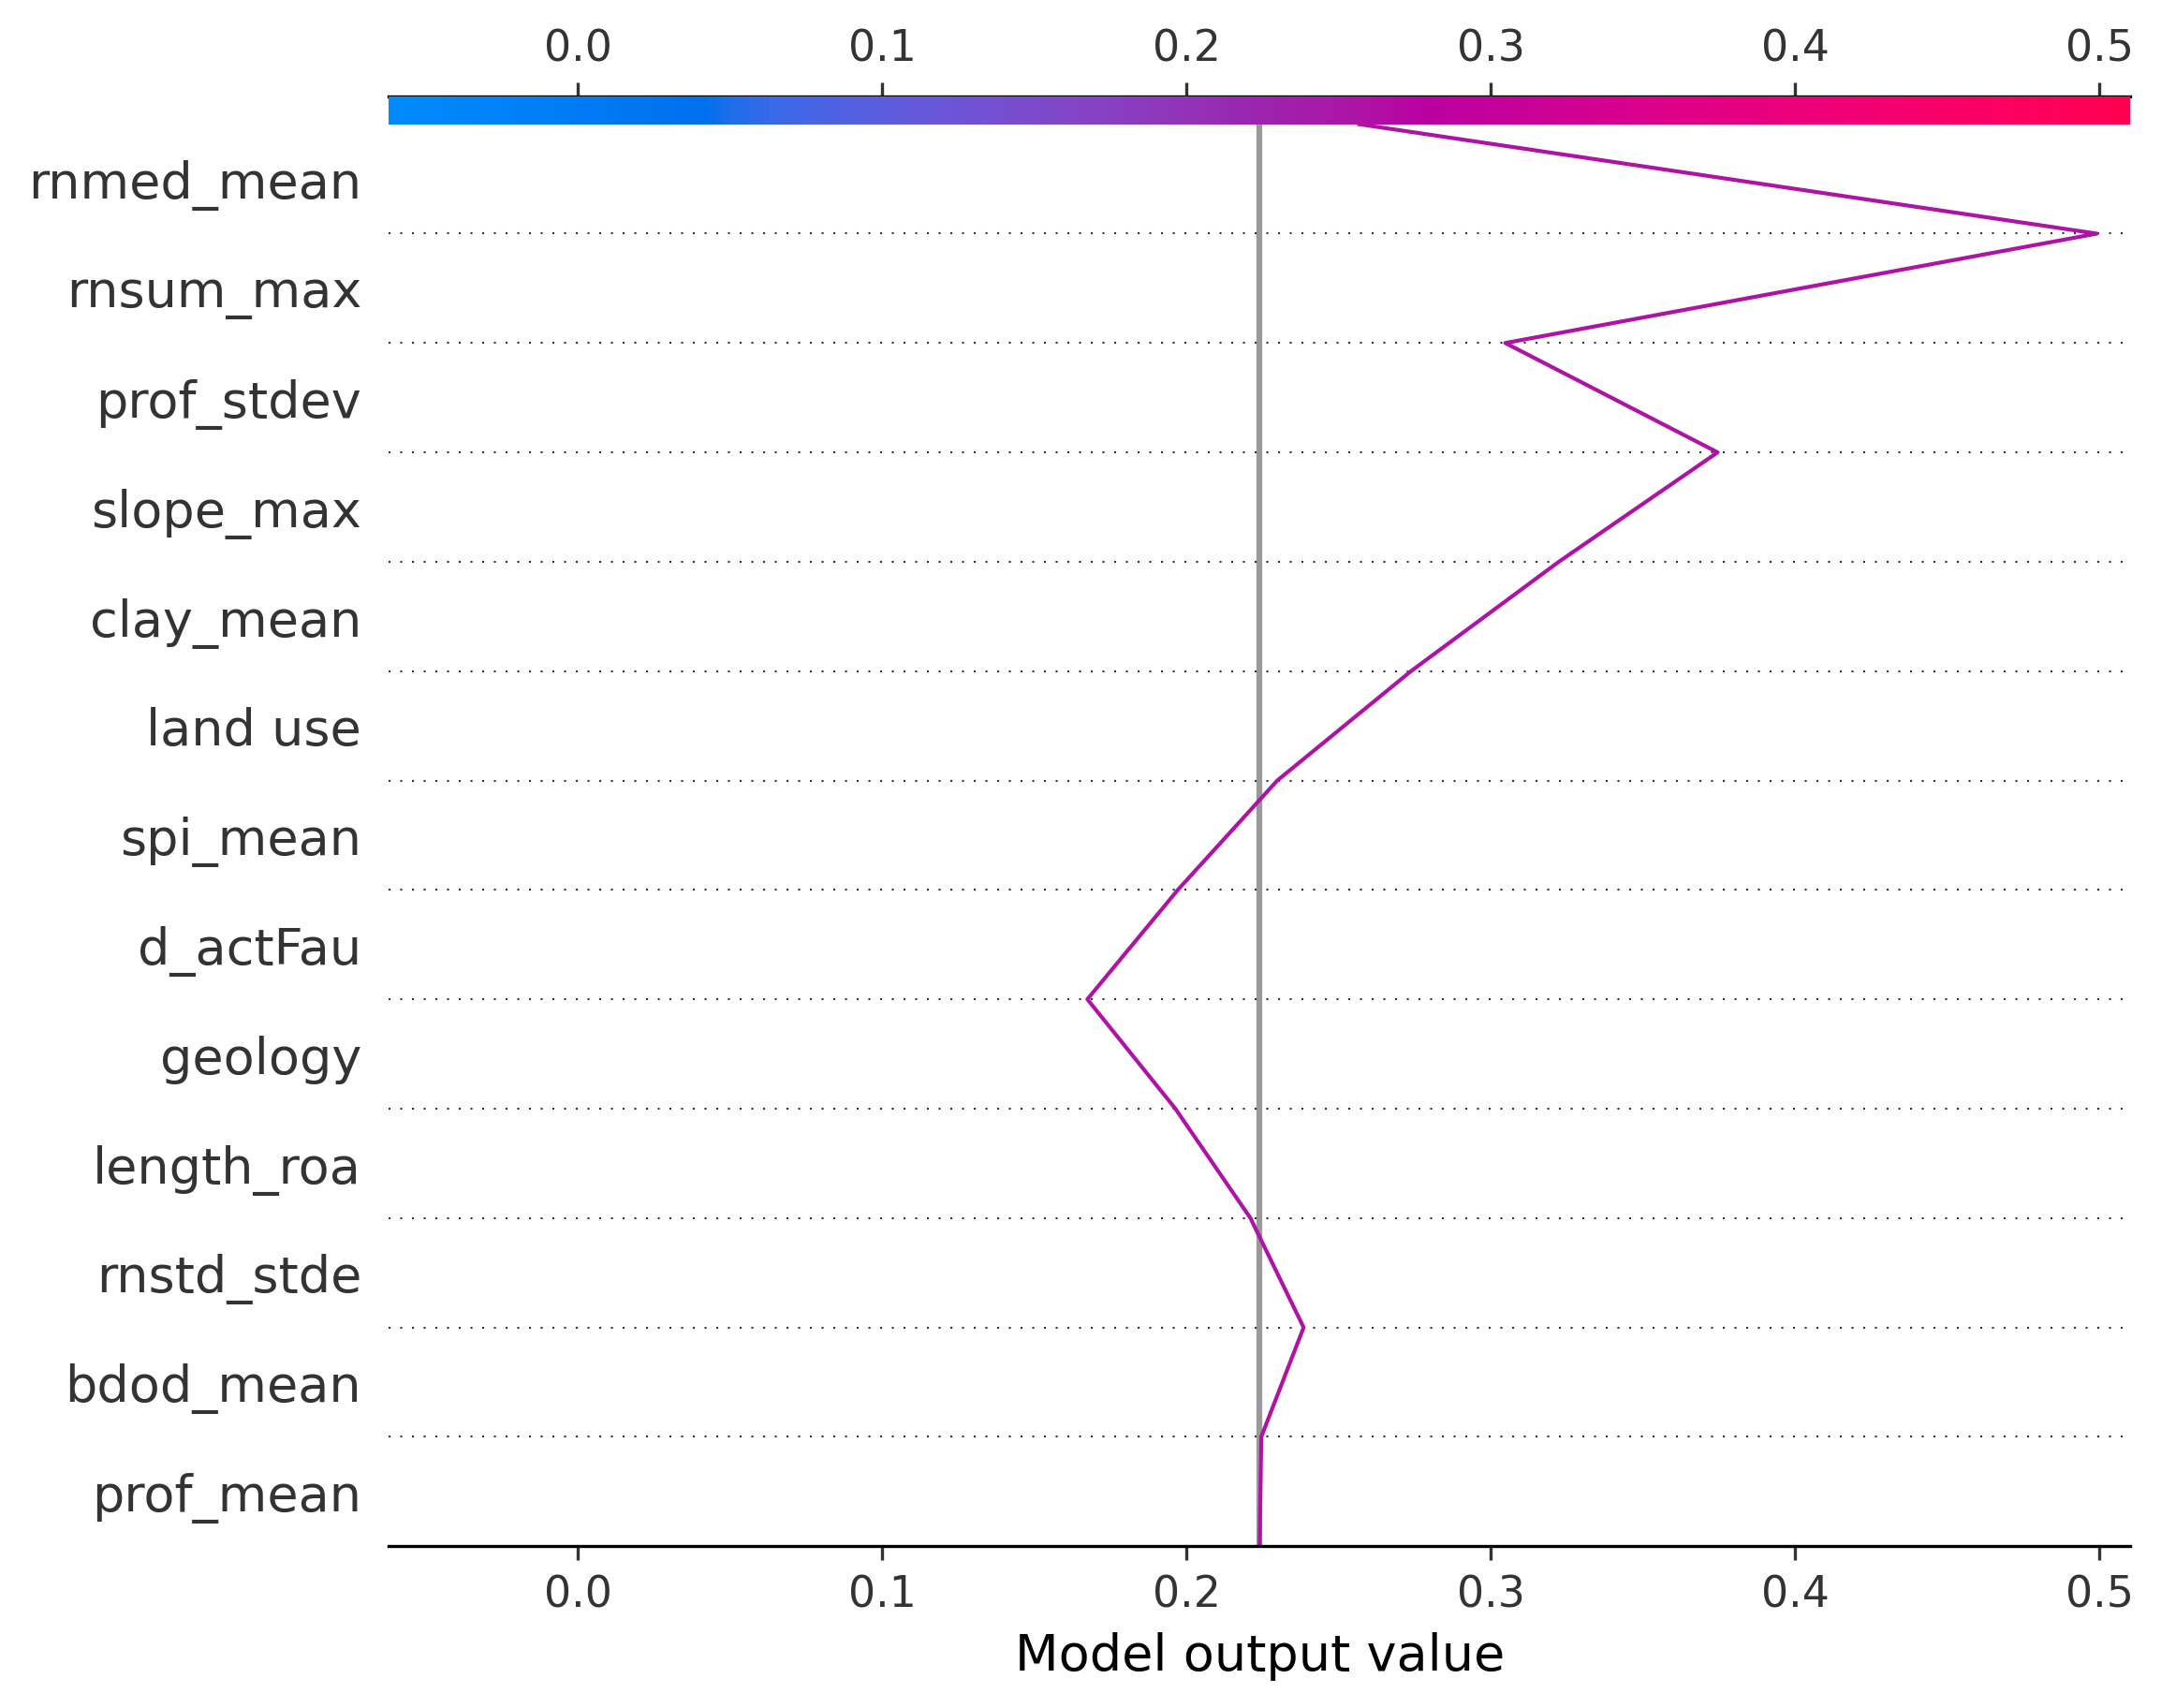 0.0 0.1 0.2 0.3 0.4 0.5
rnmed_mean
rnsum_max
prof_stdev
slope_max
clay_mean
land use
spi_mean
d_actFau
geology
length_roa
rnstd_stde
bdod_mean
prof_mean
0.0 0.1 0.2 0.3 0.4 0.5
Model output value